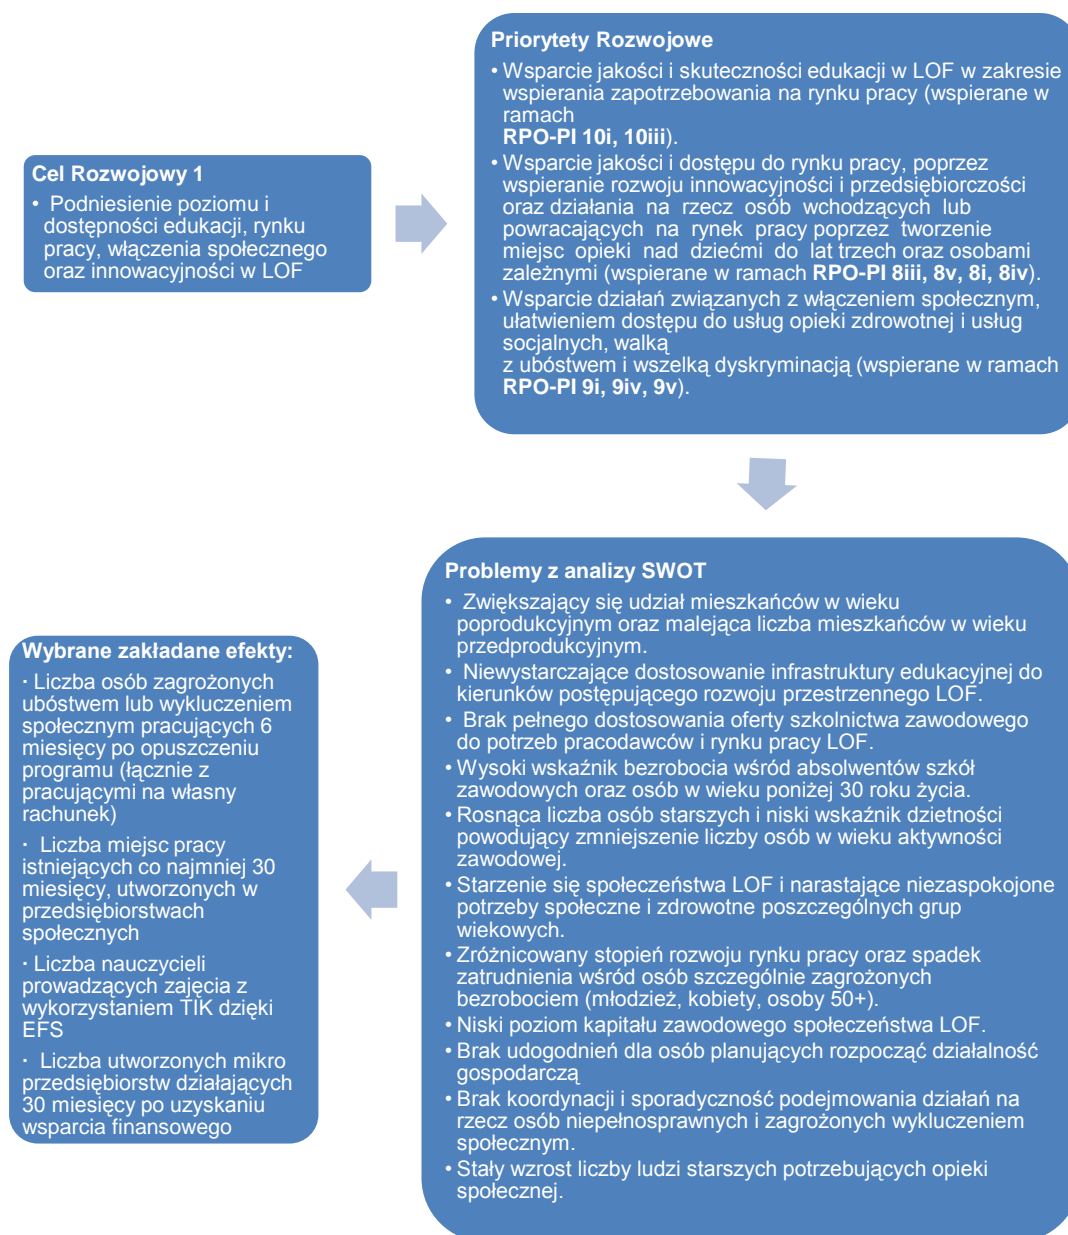 Cel Rozwojowy 1
• Podniesienie poziomu i
dostępności edukacji, rynku
pracy, włączenia społecznego
oraz innowacyjności w LOF
Priorytety Rozwojowe
• Wsparcie jakości i skuteczności edukacji w LOF w zakresie
wspierania zapotrzebowania na rynku pracy (wspierane w
ramach
RPO-PI 10i, 10iii).
• Wsparcie jakości i dostępu do rynku pracy, poprzez
wspieranie rozwoju innowacyjności i przedsiębiorczości
oraz działania na rzecz osób wchodzących lub
powracających na rynek pracy poprzez tworzenie
miejsc opieki nad dziećmi do lat trzech oraz osobami
zależnymi (wspierane w ramach RPO-PI 8iii, 8v, 8i, 8iv).
• Wsparcie działań związanych z włączeniem społecznym,
ułatwieniem dostępu do usług opieki zdrowotnej i usług
socjalnych, walką
z ubóstwem i wszelką dyskryminacją (wspierane w ramach
RPO-PI 9i, 9iv, 9v).
Problemy z analizy SWOT
• Zwiększający się udział mieszkańców w wieku
poprodukcyjnym oraz malejąca liczba mieszkańców w wieku
przedprodukcyjnym.
• Niewystarczające dostosowanie infrastruktury edukacyjnej do
kierunków postępującego rozwoju przestrzennego LOF.
• Brak pełnego dostosowania oferty szkolnictwa zawodowego
do potrzeb pracodawców i rynku pracy LOF.
• Wysoki wskaźnik bezrobocia wśród absolwentów szkół
zawodowych oraz osób w wieku poniżej 30 roku życia.
• Rosnąca liczba osób starszych i niski wskaźnik dzietności
powodujący zmniejszenie liczby osób w wieku aktywności
zawodowej.
• Starzenie się społeczeństwa LOF i narastające niezaspokojone
potrzeby społeczne i zdrowotne poszczególnych grup
wiekowych.
• Zróżnicowany stopień rozwoju rynku pracy oraz spadek
zatrudnienia wśród osób szczególnie zagrożonych
bezrobociem (młodzież, kobiety, osoby 50+).
• Niski poziom kapitału zawodowego społeczeństwa LOF.
• Brak udogodnień dla osób planujących rozpocząć działalność
gospodarczą
• Brak koordynacji i sporadyczność podejmowania działań na
rzecz osób niepełnosprawnych i zagrożonych wykluczeniem
społecznym.
• Stały wzrost liczby ludzi starszych potrzebujących opieki
społecznej.
Wybrane zakładane efekty:
· Liczba osób zagrożonych
ubóstwem lub wykluczeniem
społecznym pracujących 6
miesięcy po opuszczeniu
programu (łącznie z
pracującymi na własny
rachunek)
· Liczba miejsc pracy
istniejących co najmniej 30
miesięcy, utworzonych w
przedsiębiorstwach
społecznych
· Liczba nauczycieli
prowadzących zajęcia z
wykorzystaniem TIK dzięki
EFS
· Liczba utworzonych mikro
przedsiębiorstw działających
30 miesięcy po uzyskaniu
wsparcia finansowego